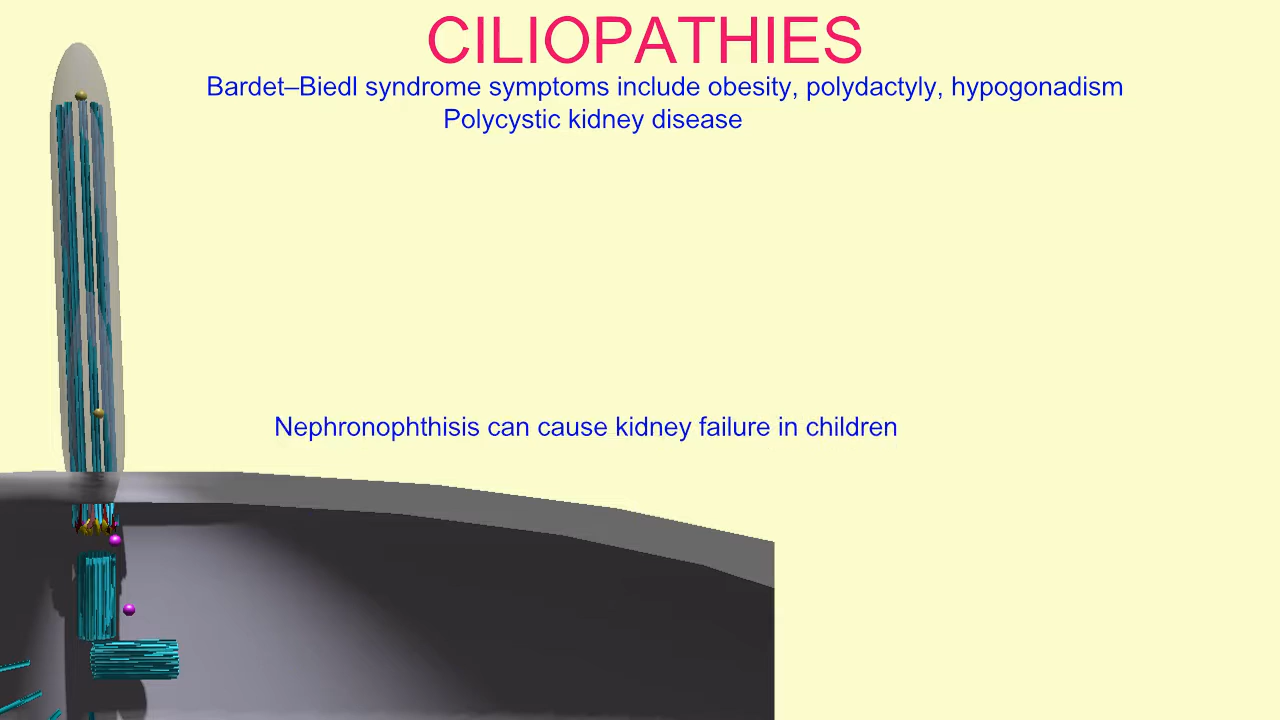 CILIOPATHIES
Bardet–Biedl syndrome symptoms include obesity, polydactyly, hypogonadism
Polycystic kidney disease
Nephronophthisis can cause kidney failure in children